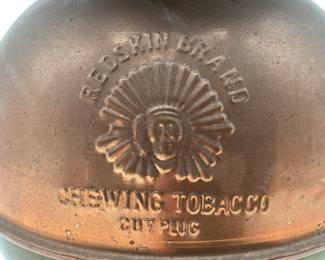 REDSKIN BRAND
CHEWING TOBACCO
CUT PLUG